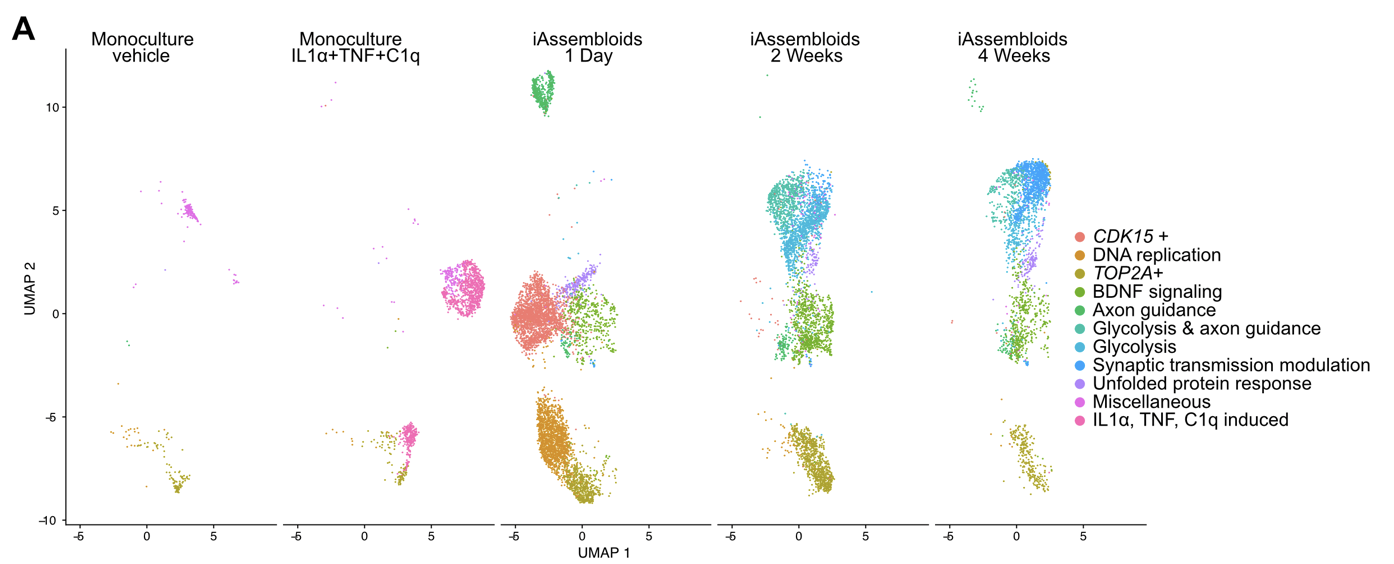 A
Monoculture
vehicle
Monoculture
IL1α+TNF+C1q
iAssembloids
1 Day
iAssembloids
2 Weeks
iAssembloids
4 Weeks
UMAP 2
10
5
0
−5
−10
−5 0 5
−5 0 5
−5 0 5
−5 0 5
−5 0 5
UMAP 1
CDK15 +
DNA replication
TOP2A+
BDNF signaling
Axon guidance
Glycolysis & axon guidance
Glycolysis
Synaptic transmission modulation
Unfolded protein response
Miscellaneous
IL1α, TNF, C1q induced